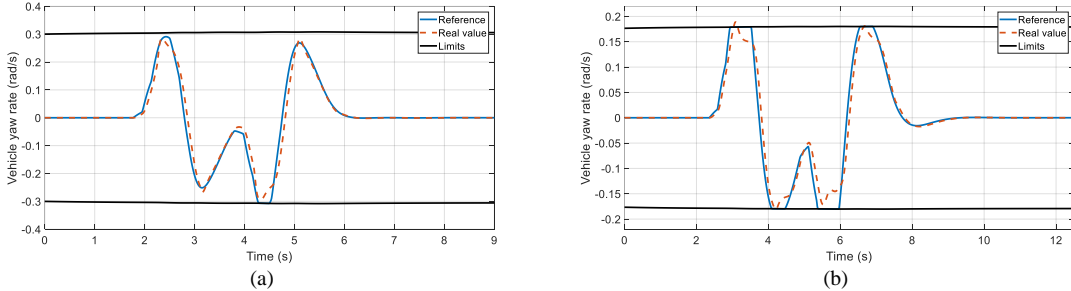 0.4
0.3
0.2
0.1
0
-0.1
-0.2
-0.3
-0.4
Vehicle yaw rate (rad/s)
Reference
Real value
Limits
0 1 2 3 4 5 6 7 8 9
Time (s)
(a)
0.2
0.15
0.1
0.05
0
-0.05
-0.1
-0.15
-0.2
Vehicle yaw rate (rad/s)
Reference
Real value
Limits
0 2 4 6 8 10 12
Time (s)
(b)